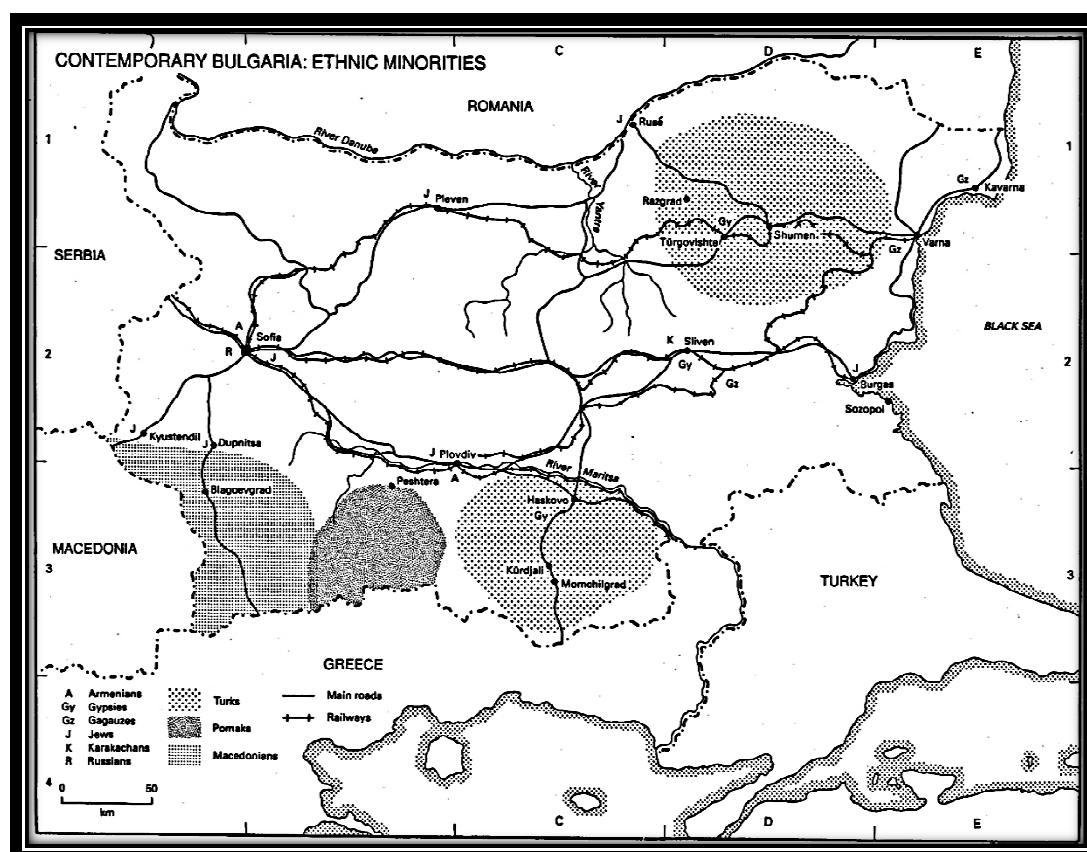 C
D
E
CONTEMPORARY BULGARIA: ETHNIC MINORITIES
ROMANIA
J
Rusé
1
River Danube
1
River
Yantra
Gz
Kavarna
J
Pleven
Razgrad
Gy
Tŭrgovishte
Shumen
Varna
Gz
SERBIA
A
Sofia
R
J
BLACK SEA
2
K Sliven
Gy
Gz
2
J
Burgas
Sozopol
J
Kyustendil
J
Dupnitsa
J Plovdiv
A
River Maritsa
Peshtera
Blagoevgrad
Haskovo
Gy
MACEDONIA
3
Kŭrdjali
Momchilgrad
TURKEY
3
GREECE
A Armenians
Gy Gypsies
Gz Gagauzes
J Jews
K Karakachans
R Russians
Turks
Pomaks
Macedonians
Main roads
Railways
4
0 50
km
C
D
E